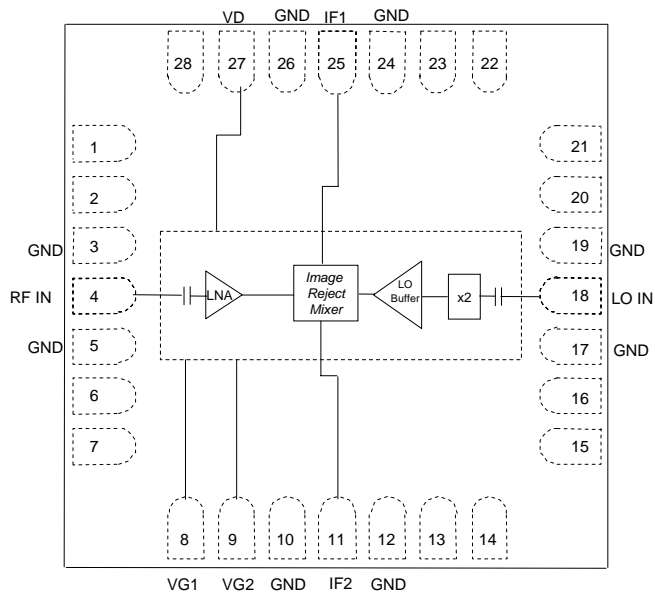 VD GND IF1 GND
28 27 26 25 24 23 22
1 21
2 20
GND 3 19 GND
RF IN 4 LNA Image Reject Mixer LO Buffer x2 18 LO IN
GND 5 17 GND
6 16
7 15
8 9 10 11 12 13 14
VG1 VG2 GND IF2 GND